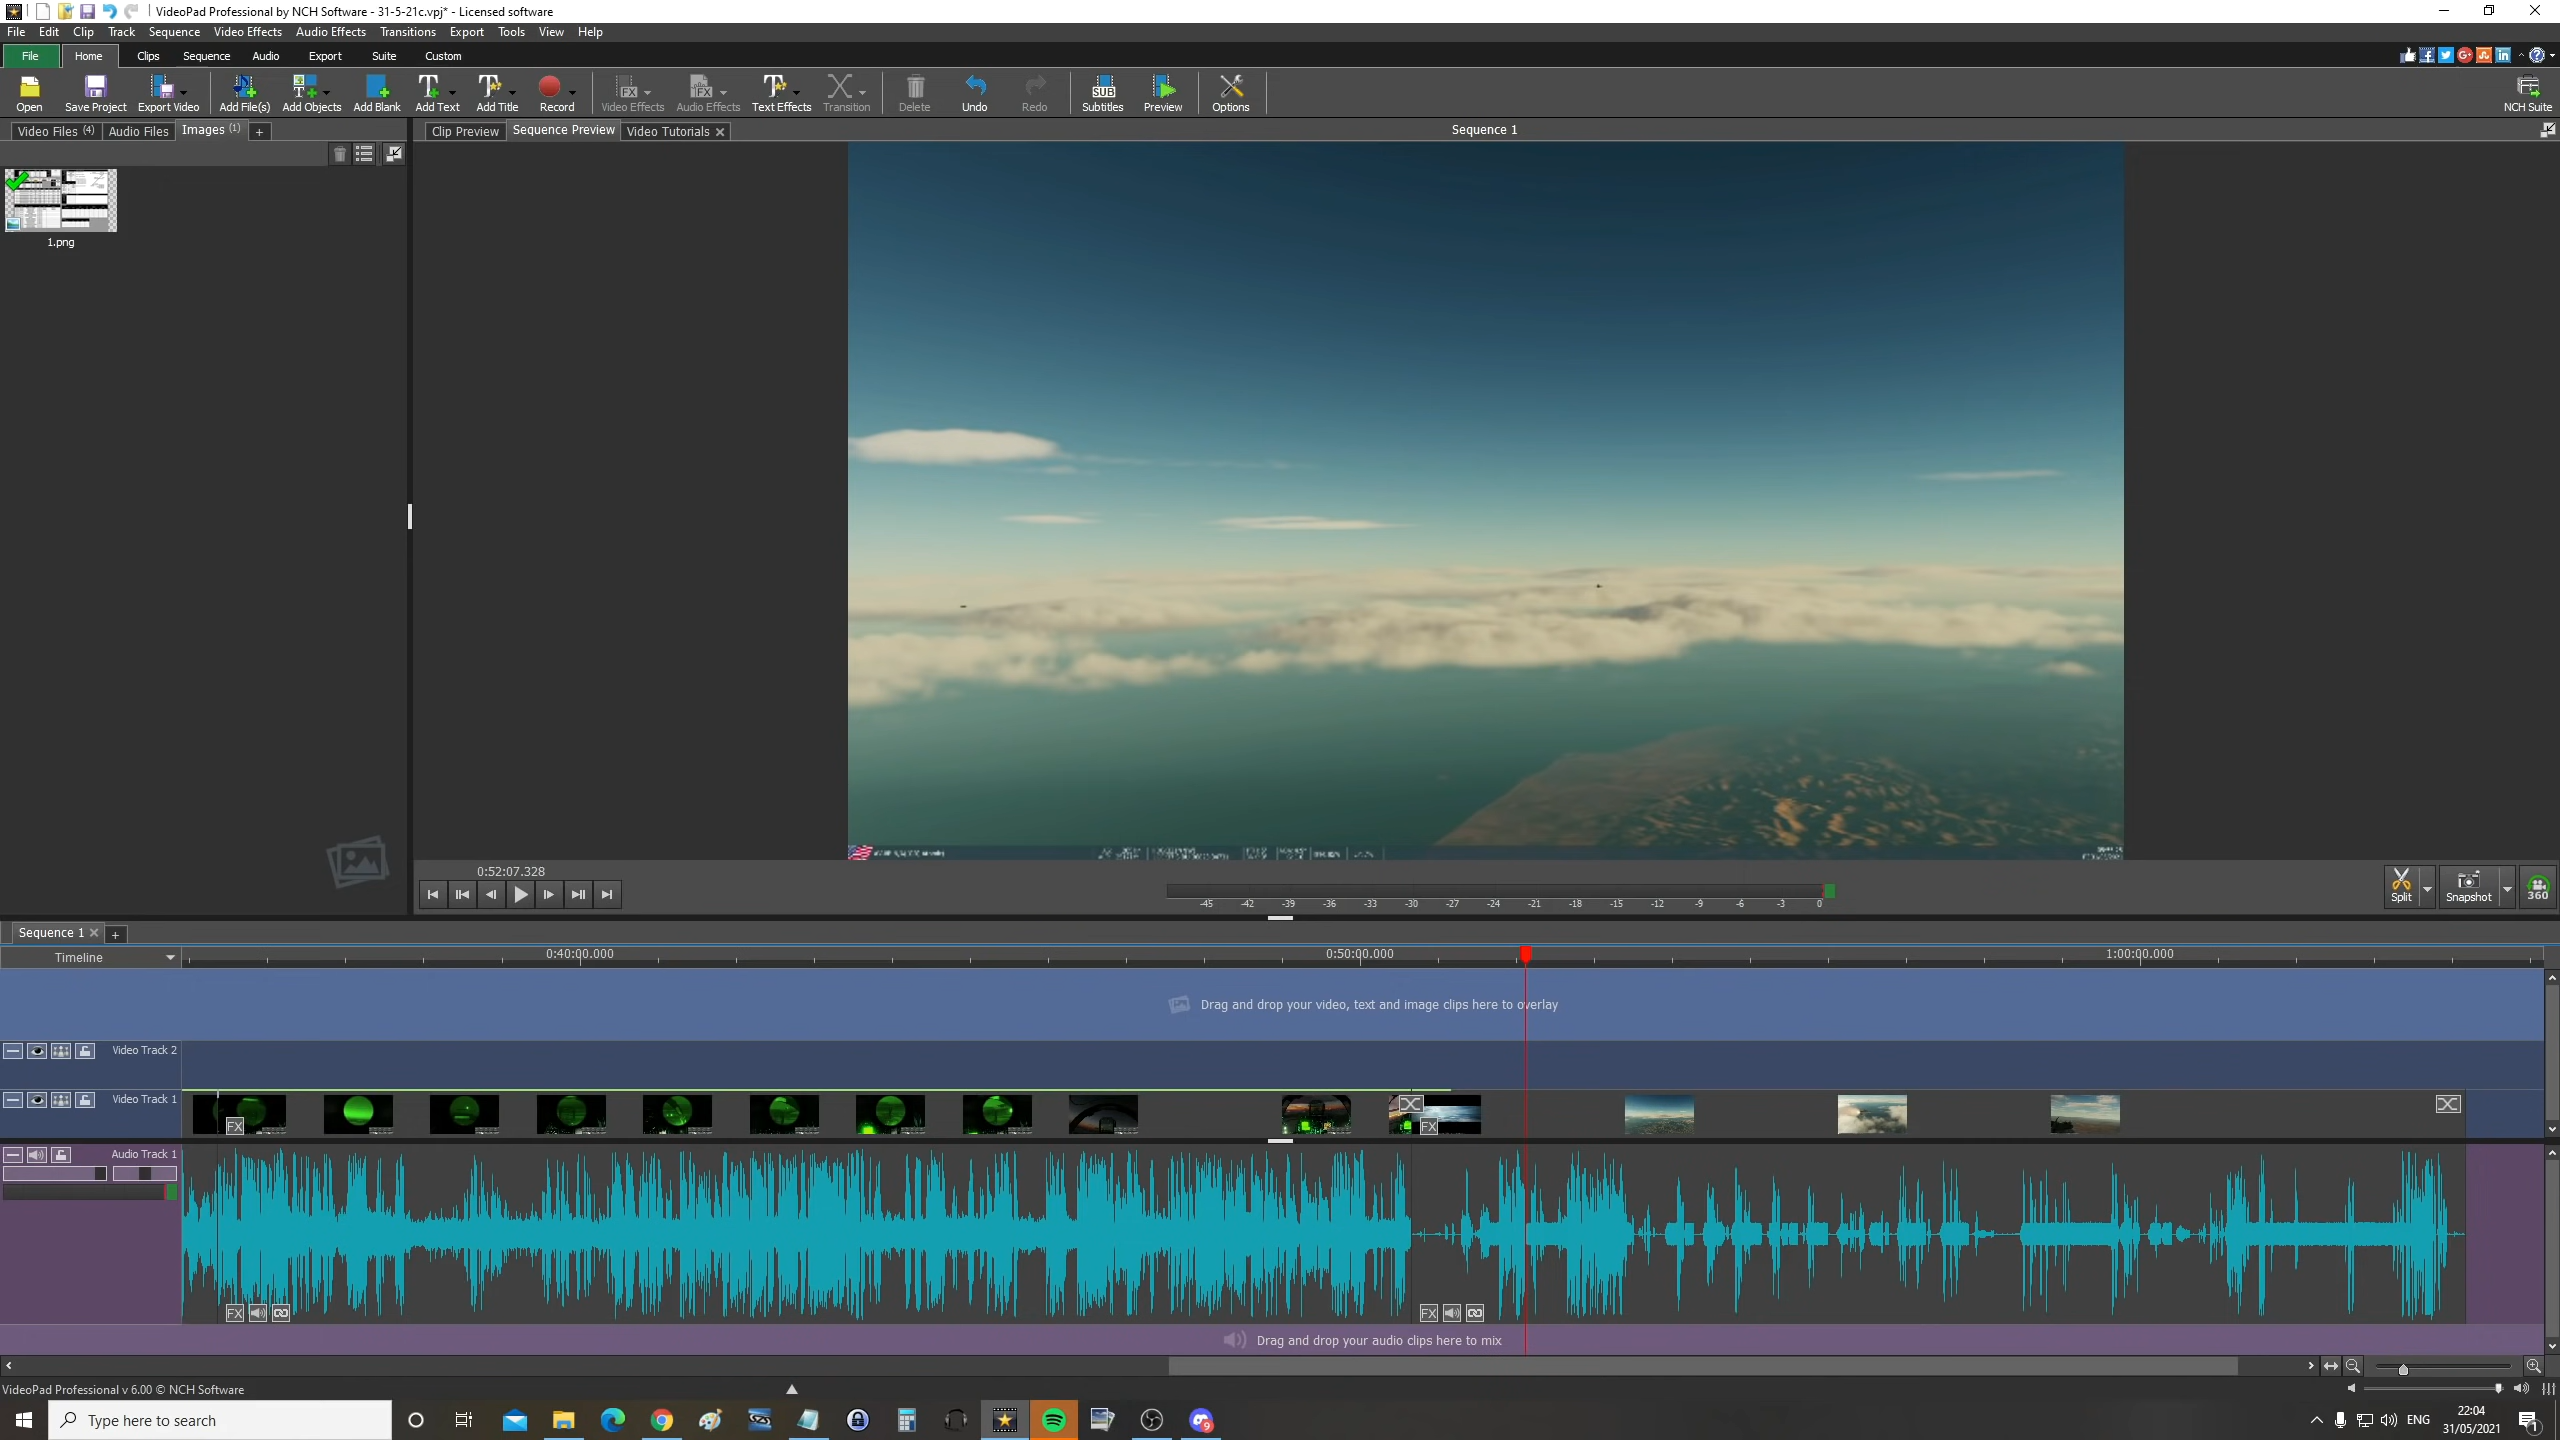 VideoPad Professional by NCH Software - 31-5-21c.vpj* - Licensed software
File Edit Clip Track Sequence Video Effects Audio Effects Transitions Export Tools View Help
File Home Clips Sequence Audio Export Suite Custom
Open Save Project Export Video Add File(s) Add Objects Add Blank Add Text Add Title Record Video Effects Audio Effects Text Effects Transition Delete Undo Redo Subtitles Preview Options NCH Suite
Video Files (4) Audio Files Images (1) +
Clip Preview Sequence Preview Video Tutorials Sequence 1
1.png
0:52:07.328
-45 -42 -39 -36 -33 -30 -27 -24 -21 -18 -15 -12 -9 -6 -3 0
Split Snapshot 360
Sequence 1 +
Timeline 0:40:00.000 0:50:00.000 1:00:00.000
Drag and drop your video, text and image clips here to overlay
Video Track 2
Video Track 1
FX FX
Audio Track 1
FX FX
Drag and drop your audio clips here to mix
VideoPad Professional v 6.00 © NCH Software
Type here to search
ENG
22:04
31/05/2021